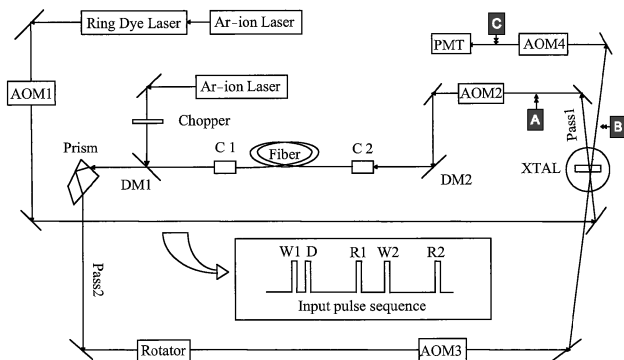 Ring Dye Laser
Ar-ion Laser
C
PMT
AOM4
AOM1
Ar-ion Laser
AOM2
A
Pass1
B
Chopper
Prism
C 1
Fiber
C 2
XTAL
DM1
DM2
W1 D R1 W2 R2
Input pulse sequence
Pass2
Rotator
AOM3